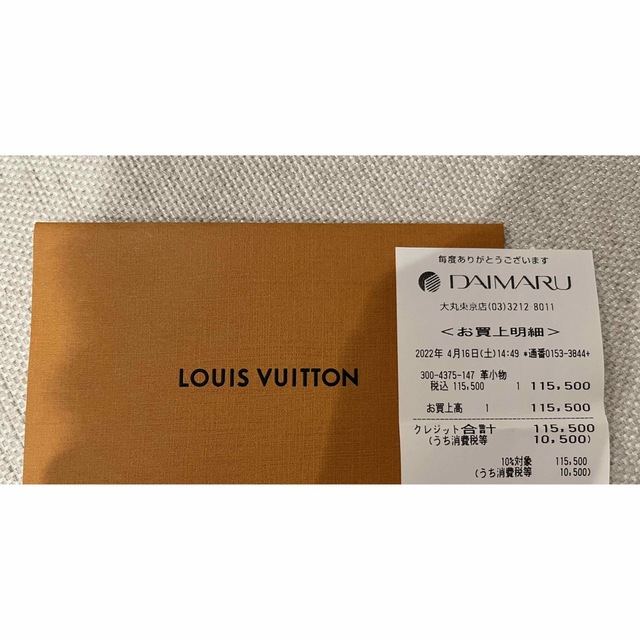 LOUIS VUITTON
毎度ありがとうございます
DAIMARU
大丸東京店(03)3212-8011
<お買上明細>
2022年 4月16日(土)14:49 *通番0153-3844+
300-4375-147 革小物
税込 115,500 1 115,500
お買上高 1 115,500
クレジット合計 115,500
(うち消費税等 10,500)
10%対象 115,500
(うち消費税等 10,500)